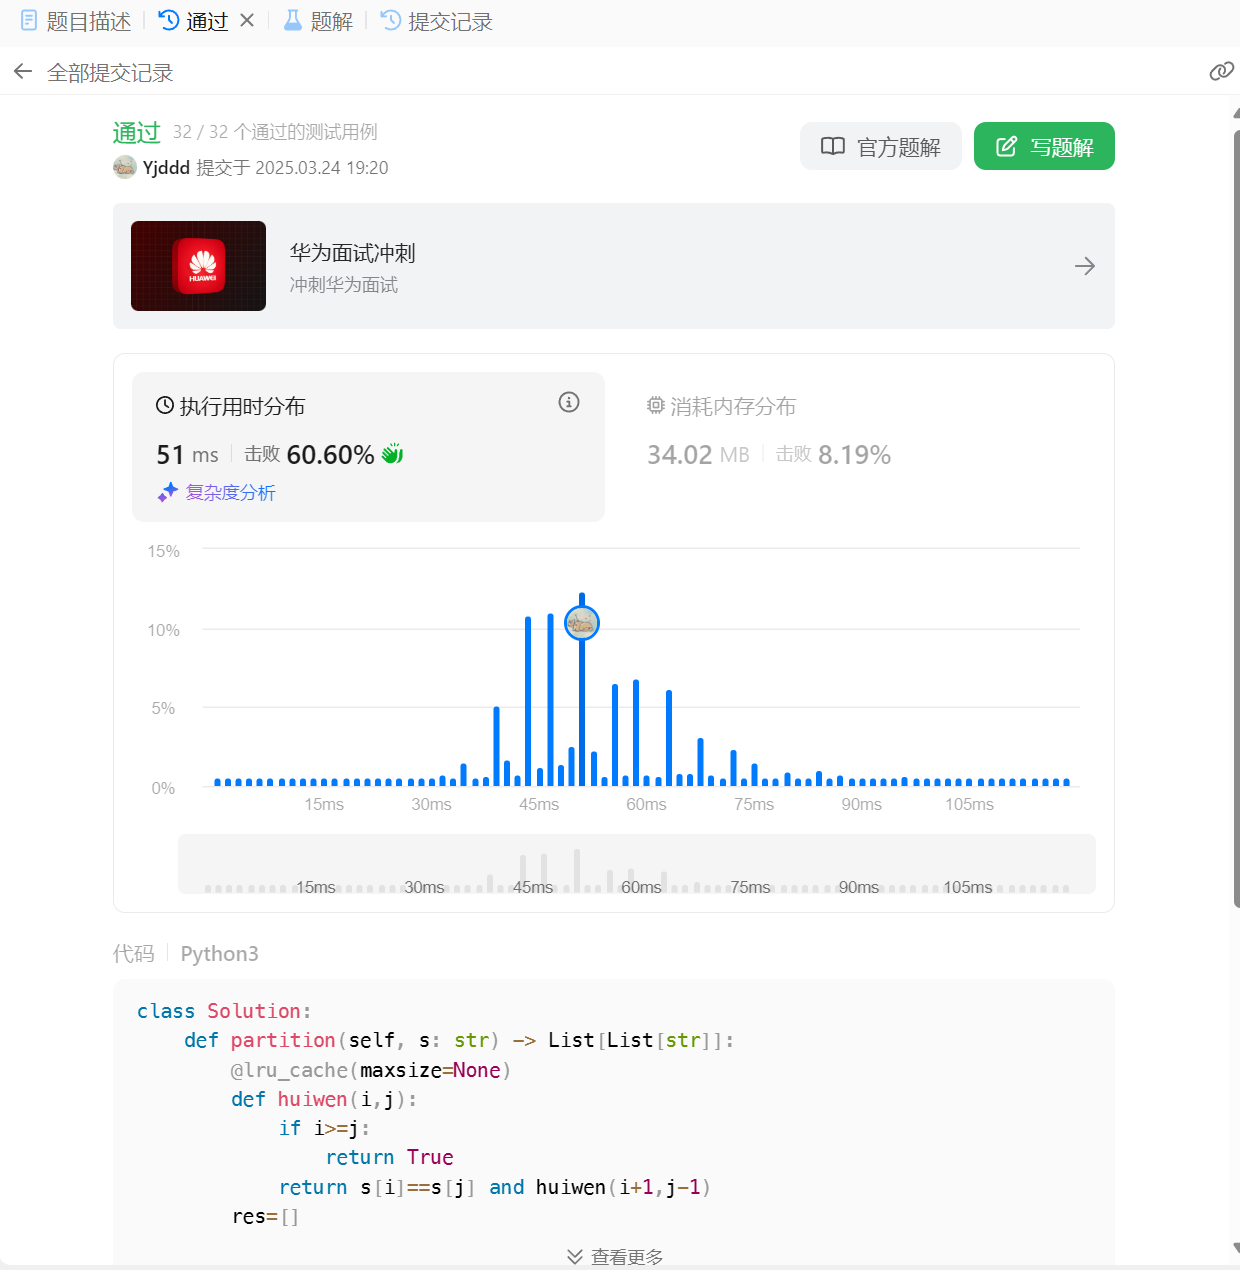 题目描述 通过 题解 提交记录
全部提交记录
通过 32 / 32 个通过的测试用例
Yjddd 提交于 2025.03.24 19:20
官方题解 写题解
HUAWEI
华为面试冲刺
冲刺华为面试
执行用时分布
51 ms 击败 60.60%
复杂度分析
消耗内存分布
34.02 MB 击败 8.19%
15%
10%
5%
0%
15ms 30ms 45ms 60ms 75ms 90ms 105ms
15ms 30ms 45ms 60ms 75ms 90ms 105ms
代码 Python3
class Solution:
    def partition(self, s: str) -> List[List[str]]:
        @lru_cache(maxsize=None)
        def huiwen(i,j):
            if i>=j:
                return True
            return s[i]==s[j] and huiwen(i+1,j-1)
        res=[]
查看更多